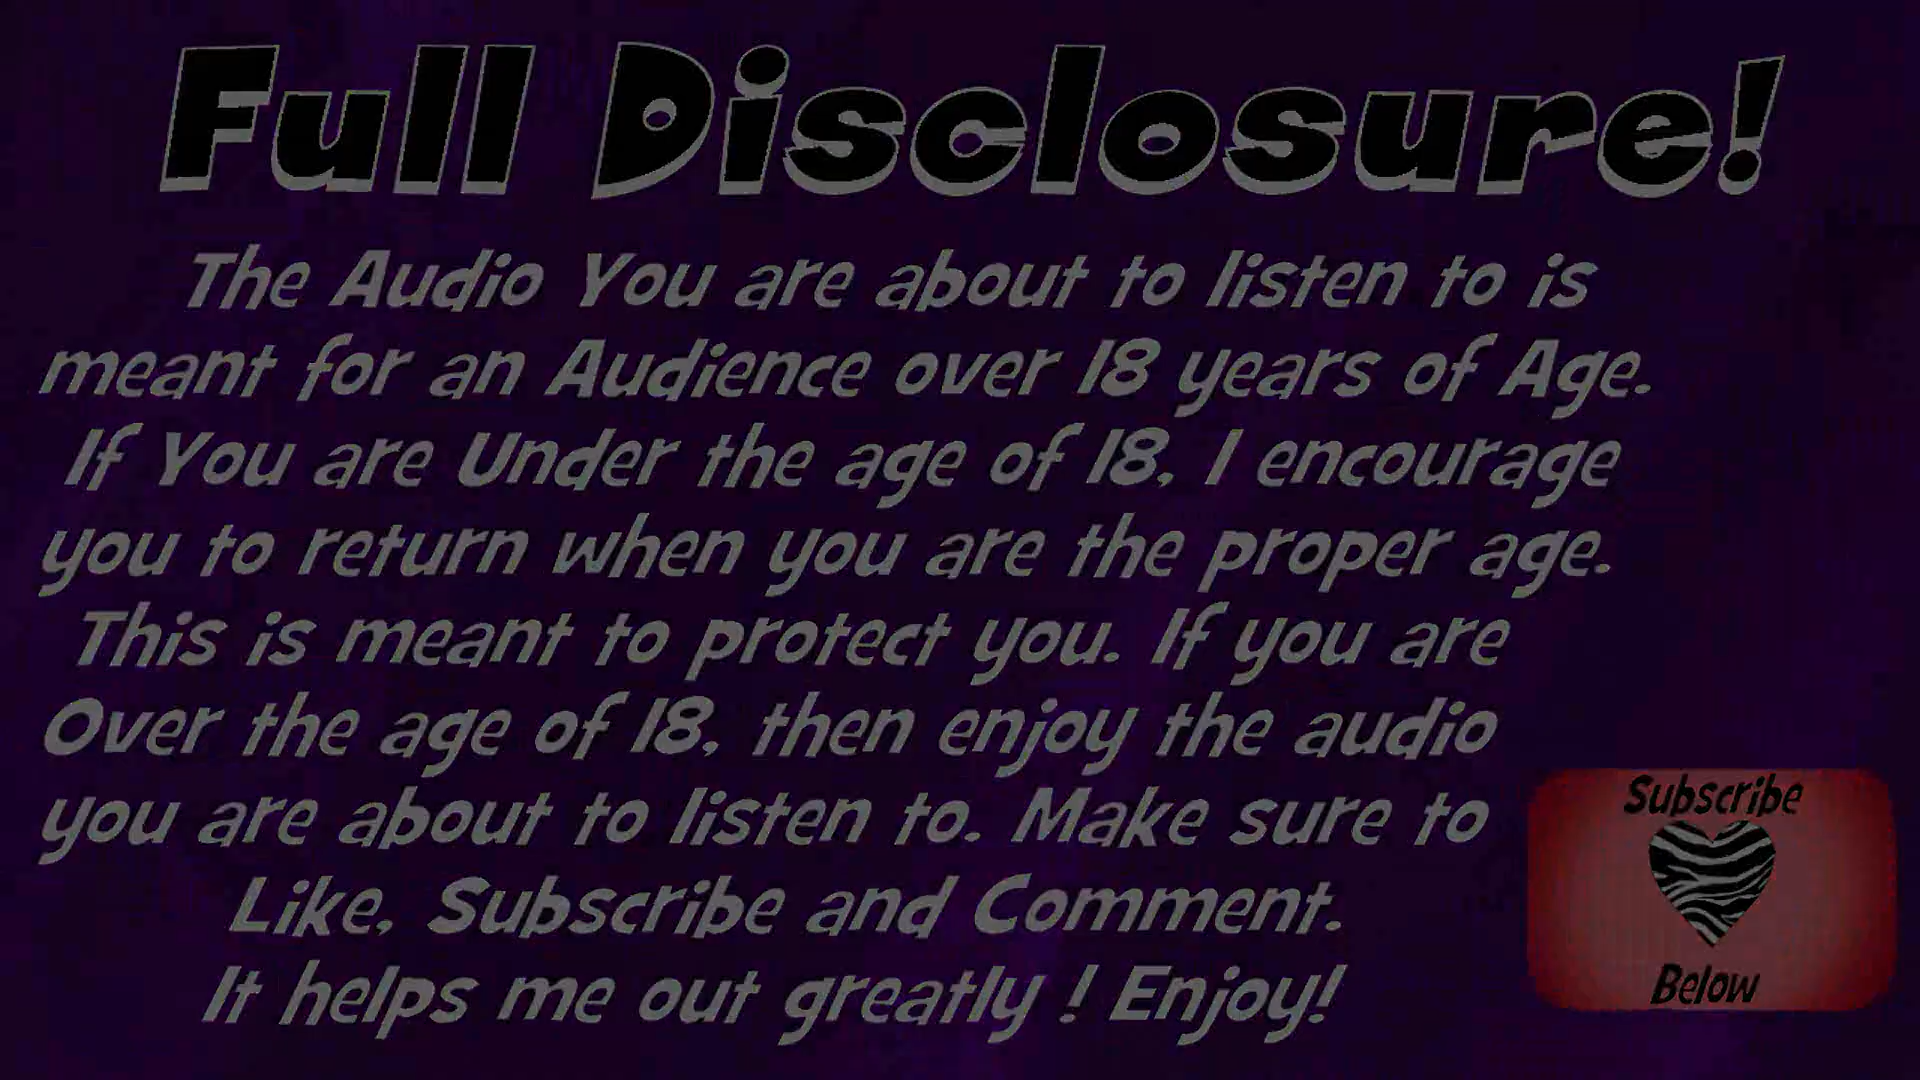 Full Disclosure!
The Audio You are about to listen to is
meant for an Audience over 18 years of Age.
If You are Under the age of 18, I encourage
you to return when you are the proper age.
This is meant to protect you. If you are
Over the age of 18, then enjoy the audio
you are about to listen to. Make sure to
Like, Subscribe and Comment.
It helps me out greatly ! Enjoy!
Subscribe
Below